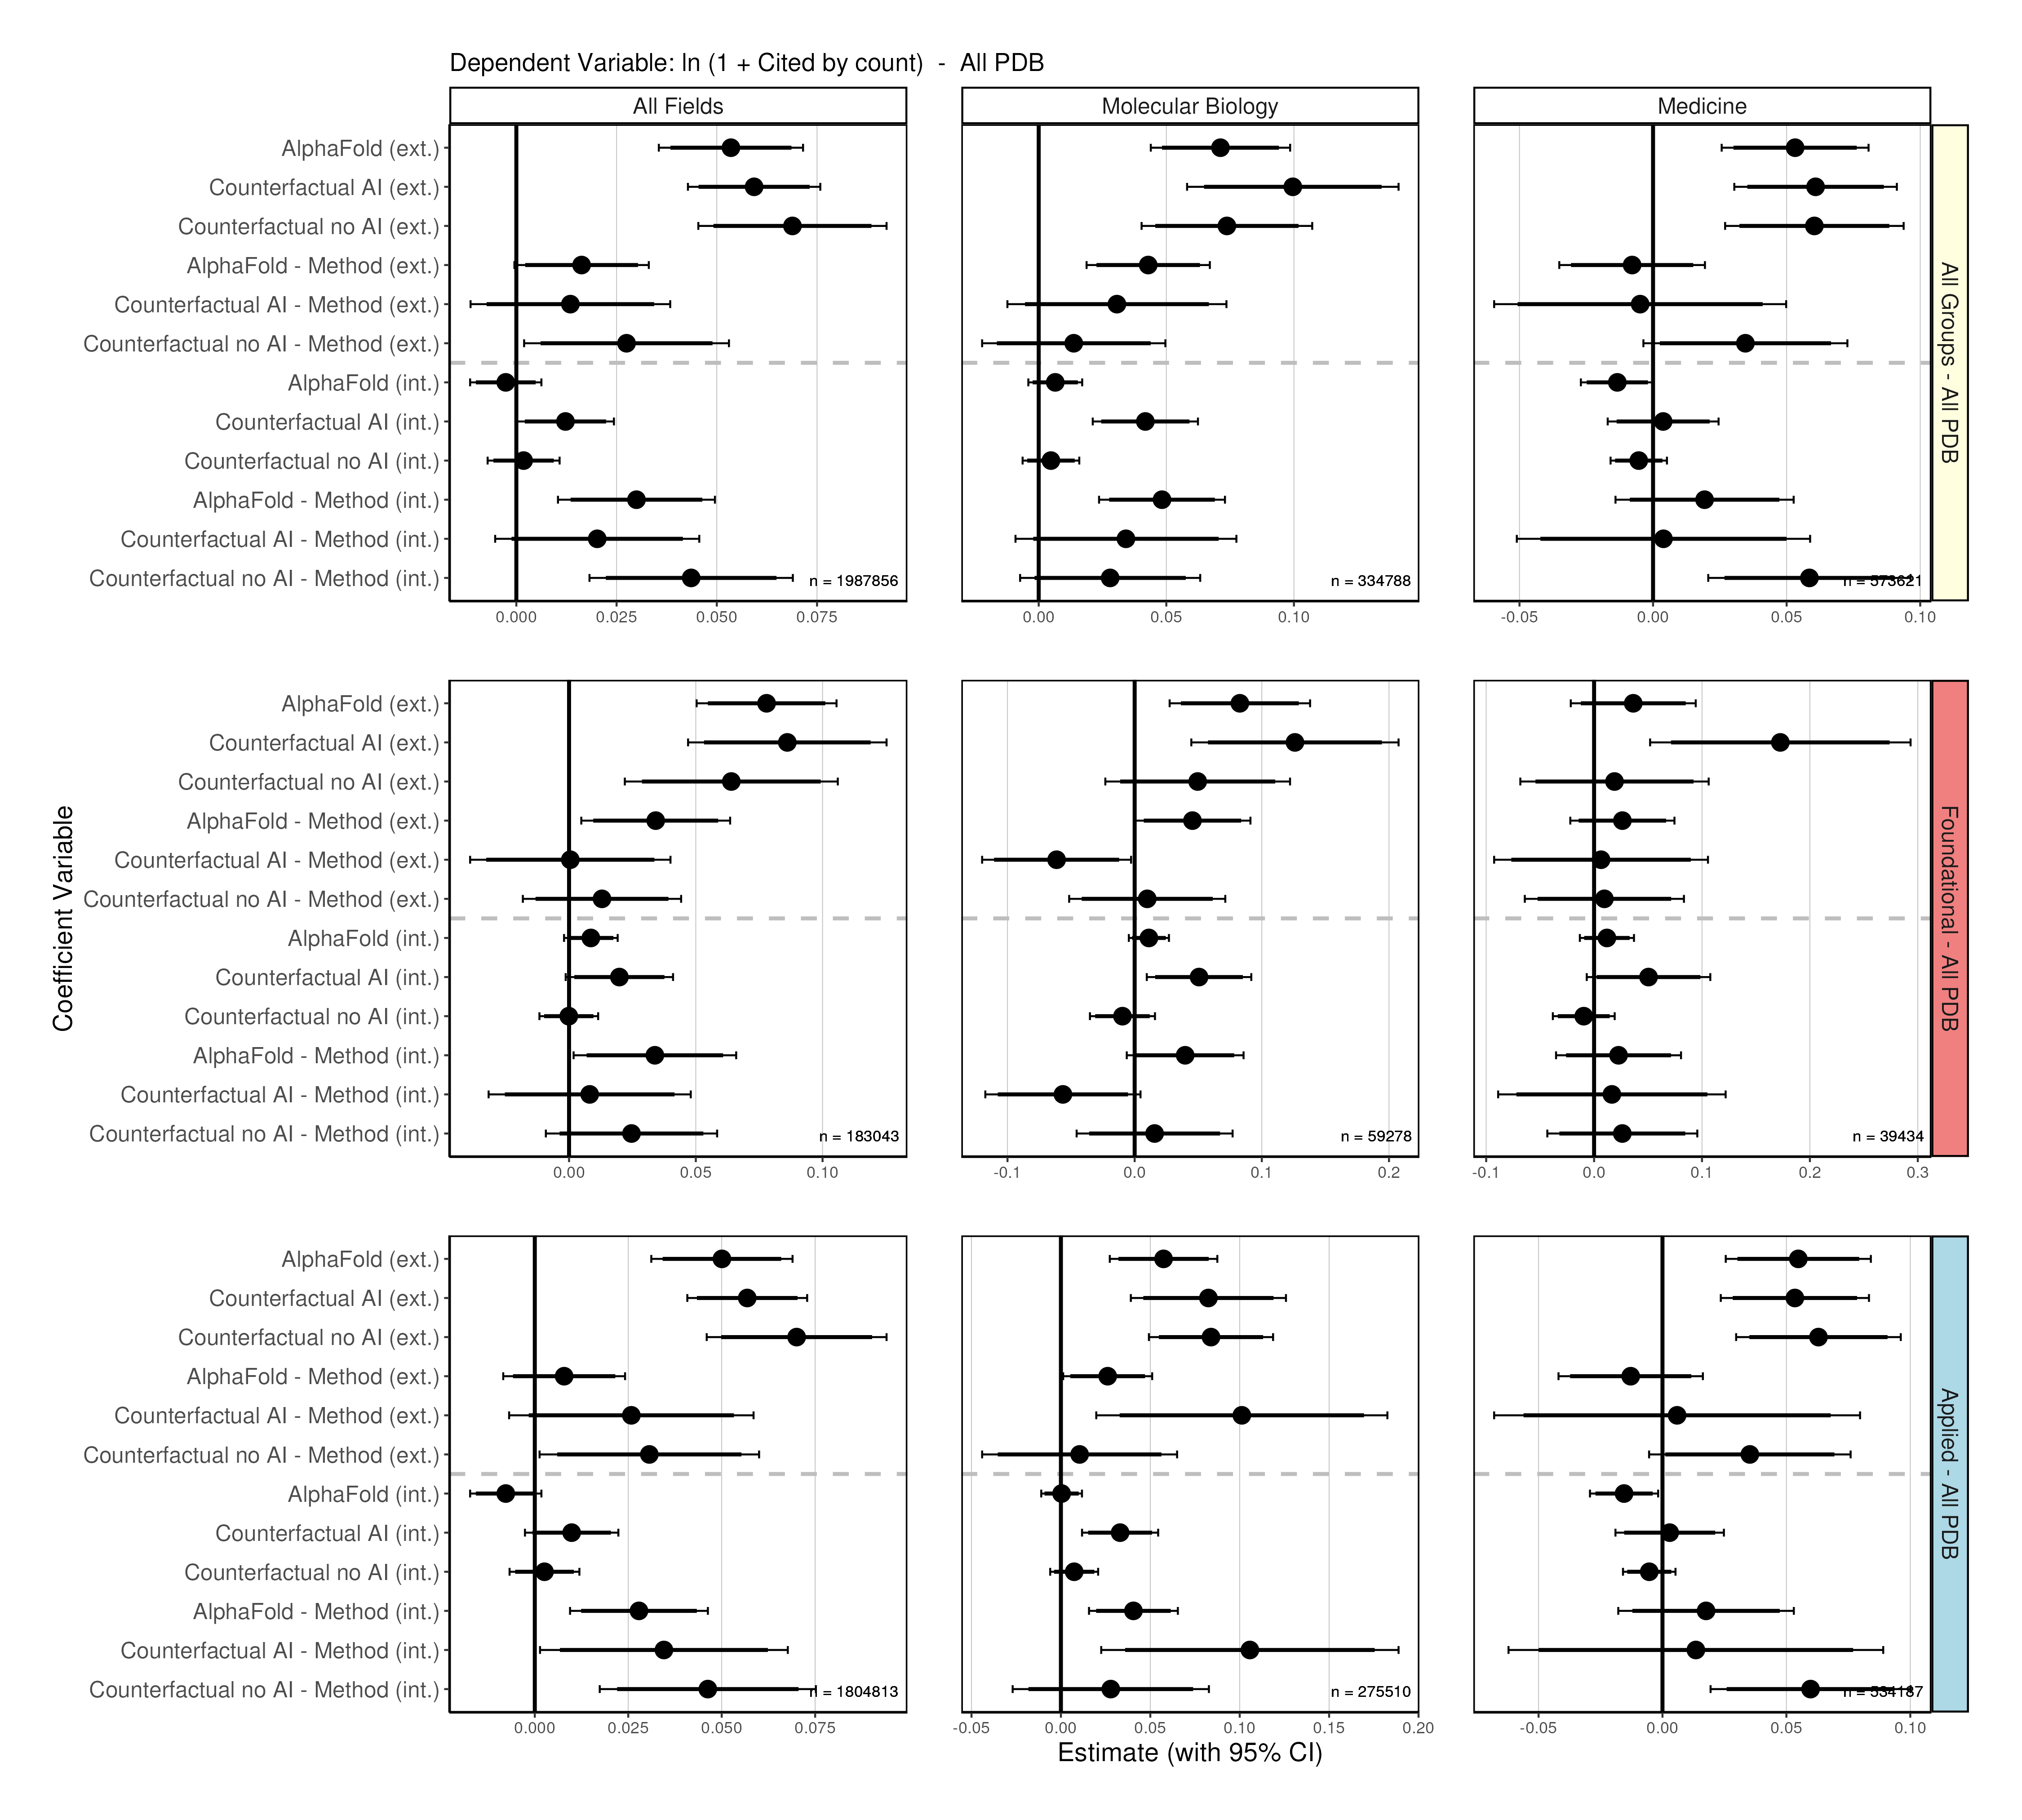 Dependent Variable: ln (1 + Cited by count)  -  All PDB
All Fields
Molecular Biology
Medicine
AlphaFold (ext.)
Counterfactual AI (ext.)
Counterfactual no AI (ext.)
AlphaFold - Method (ext.)
Counterfactual AI - Method (ext.)
Counterfactual no AI - Method (ext.)
AlphaFold (int.)
Counterfactual AI (int.)
Counterfactual no AI (int.)
AlphaFold - Method (int.)
Counterfactual AI - Method (int.)
Counterfactual no AI - Method (int.)
n = 1987856
n = 334788
n = 573621
0.000 0.025 0.050 0.075
0.00 0.05 0.10
-0.05 0.00 0.05 0.10
All Groups - All PDB
Coefficient Variable
AlphaFold (ext.)
Counterfactual AI (ext.)
Counterfactual no AI (ext.)
AlphaFold - Method (ext.)
Counterfactual AI - Method (ext.)
Counterfactual no AI - Method (ext.)
AlphaFold (int.)
Counterfactual AI (int.)
Counterfactual no AI (int.)
AlphaFold - Method (int.)
Counterfactual AI - Method (int.)
Counterfactual no AI - Method (int.)
n = 183043
n = 59278
n = 39434
0.00 0.05 0.10
-0.1 0.0 0.1 0.2
-0.1 0.0 0.1 0.2 0.3
Foundational - All PDB
AlphaFold (ext.)
Counterfactual AI (ext.)
Counterfactual no AI (ext.)
AlphaFold - Method (ext.)
Counterfactual AI - Method (ext.)
Counterfactual no AI - Method (ext.)
AlphaFold (int.)
Counterfactual AI (int.)
Counterfactual no AI (int.)
AlphaFold - Method (int.)
Counterfactual AI - Method (int.)
Counterfactual no AI - Method (int.)
n = 1804813
n = 275510
n = 534187
0.000 0.025 0.050 0.075
-0.05 0.00 0.05 0.10 0.15 0.20
-0.05 0.00 0.05 0.10
Applied - All PDB
Estimate (with 95% CI)